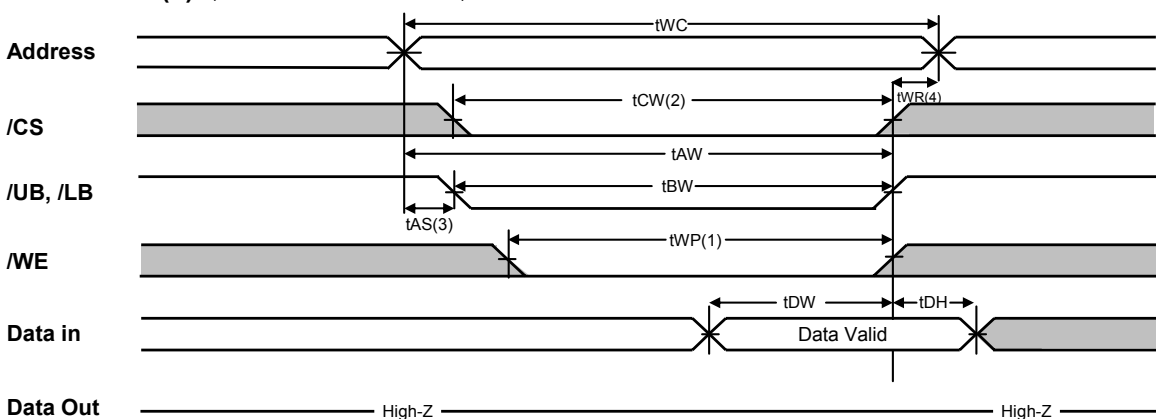 tWC
Address
tCW(2)
tWR(4)
/CS
tAW
/UB, /LB
tBW
tAS(3)
/WE
tWP(1)
tDW
tDH
Data in
Data Valid
Data Out
High-Z
High-Z